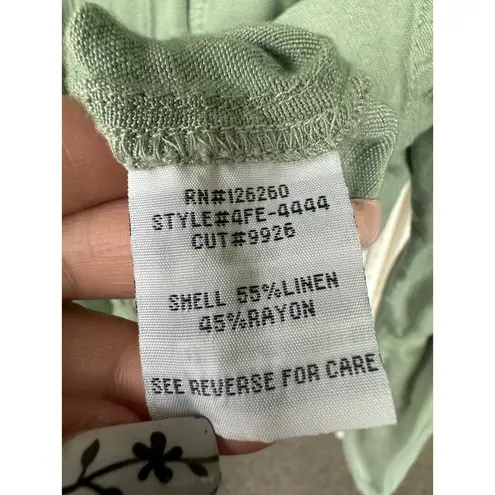 RN#126260
STYLE#4FE-4444
CUT#9926
SHELL 55%LINEN
45%RAYON
SEE REVERSE FOR CARE